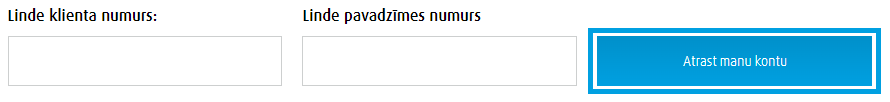 Linde klienta numurs:
Linde pavadzīmes numurs
Atrast manu kontu